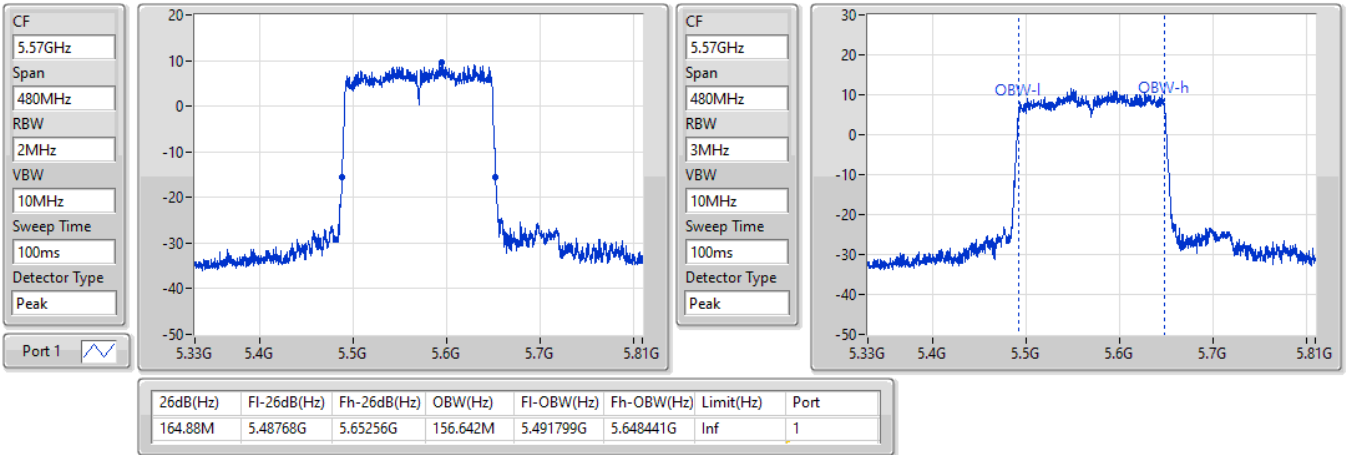 CF
5.57GHz
Span
480MHz
RBW
2MHz
VBW
10MHz
Sweep Time
100ms
Detector Type
Peak
Port 1
20
10
0
-10
-20
-30
-40
-50
5.33G 5.4G 5.5G 5.6G 5.7G 5.81G
CF
5.57GHz
Span
480MHz
RBW
3MHz
VBW
10MHz
Sweep Time
100ms
Detector Type
Peak
30
20
10
0
-10
-20
-30
-40
-50
OBW-l OBW-h
5.33G 5.4G 5.5G 5.6G 5.7G 5.81G
26dB(Hz) Fl-26dB(Hz) Fh-26dB(Hz) OBW(Hz) Fl-OBW(Hz) Fh-OBW(Hz) Limit(Hz) Port
164.88M 5.48768G 5.65256G 156.642M 5.491799G 5.648441G Inf 1